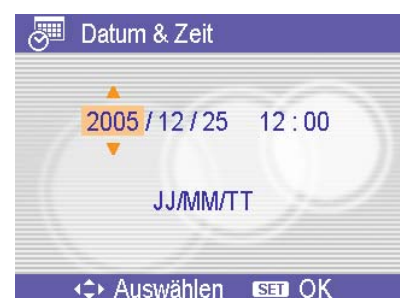 Datum & Zeit
2005 / 12 / 25 12 : 00
JJ/MM/TT
Auswählen SET OK